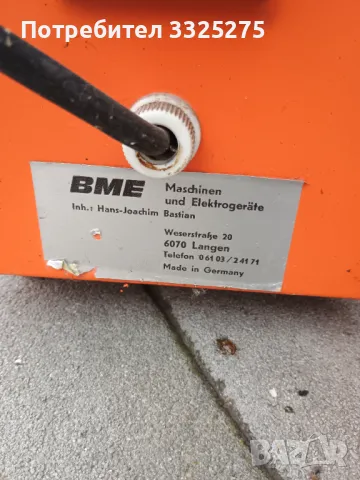 Потребител 3325275
BME Maschinen
und Elektrogeräte
Inh.: Hans-Joachim Bastian
Weserstraße 20
6070 Langen
Telefon 06103/24171
Made in Germany
BAZAR